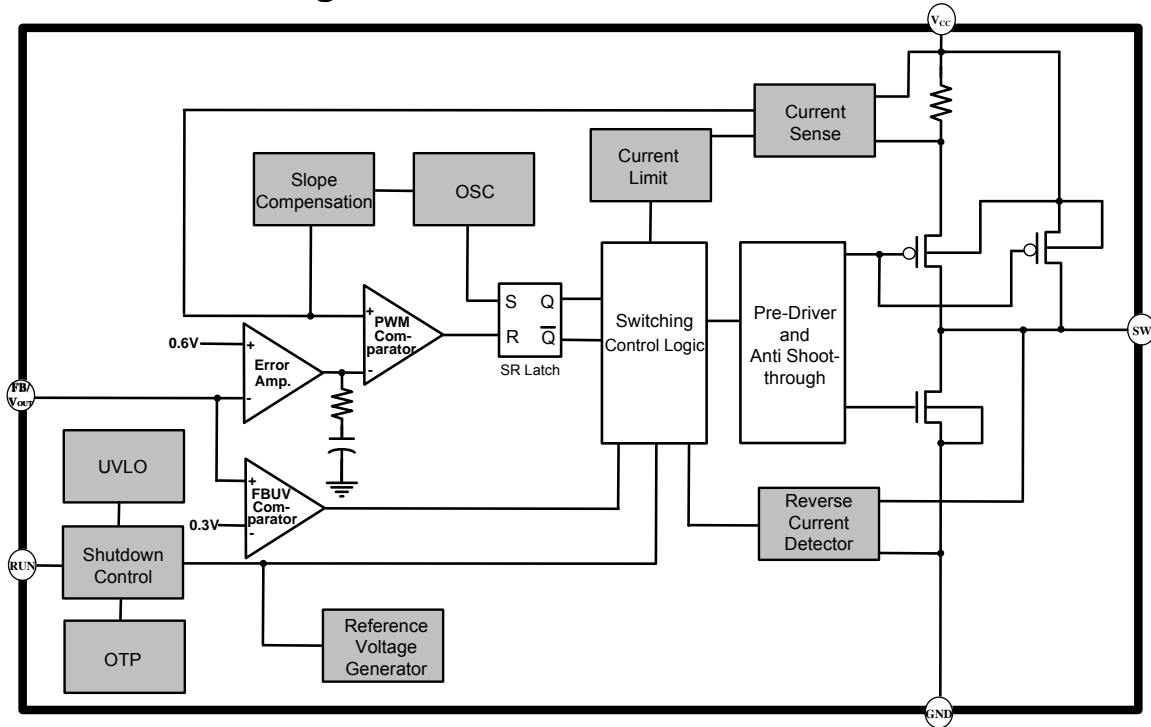 V_CC
Current
Sense
Current
Limit
Slope
Compensation
OSC
S Q
R Q̅
SR Latch
+
PWM
Com-
parator
-
Switching
Control Logic
Pre-Driver
and
Anti Shoot-
through
SW
0.6V
+
Error
Amp.
-
FB/
V_OUT
UVLO
+
FBUV
Com-
parator
0.3V
-
Reverse
Current
Detector
RUN
Shutdown
Control
OTP
Reference
Voltage
Generator
GND